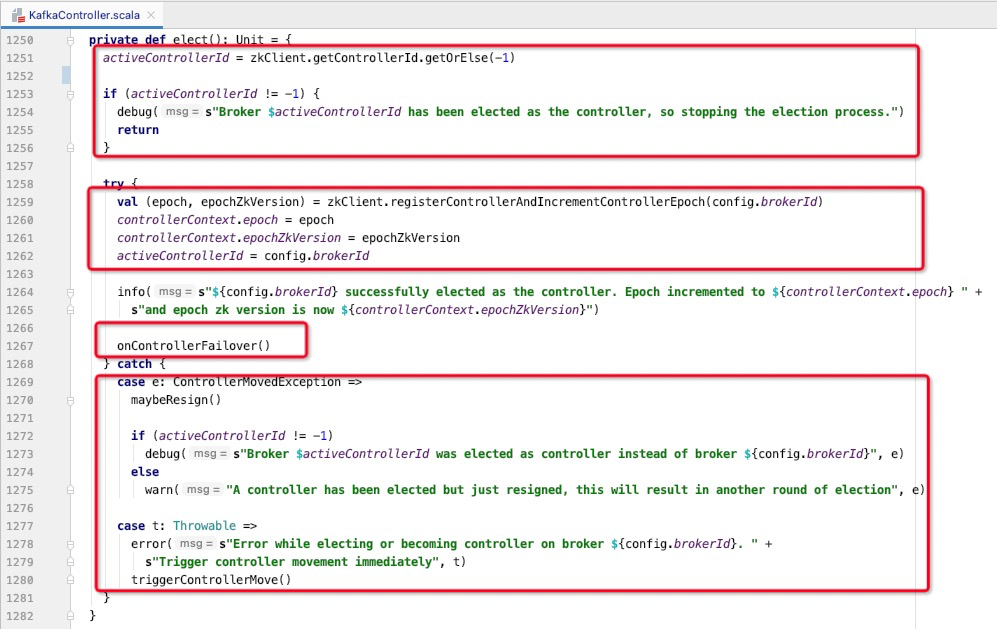 KafkaController.scala
1250 private def elect(): Unit = {
1251 activeControllerId = zkClient.getControllerId.getOrElse(-1)
1252
1253 if (activeControllerId != -1) {
1254 debug( msg = s"Broker $activeControllerId has been elected as the controller, so stopping the election process.")
1255 return
1256 }
1257
1258 try {
1259 val (epoch, epochZkVersion) = zkClient.registerControllerAndIncrementControllerEpoch(config.brokerId)
1260 controllerContext.epoch = epoch
1261 controllerContext.epochZkVersion = epochZkVersion
1262 activeControllerId = config.brokerId
1263
1264 info( msg = s"${config.brokerId} successfully elected as the controller. Epoch incremented to ${controllerContext.epoch} " +
1265 s"and epoch zk version is now ${controllerContext.epochZkVersion}")
1266
1267 onControllerFailover()
1268 } catch {
1269 case e: ControllerMovedException =>
1270 maybeResign()
1271
1272 if (activeControllerId != -1)
1273 debug( msg = s"Broker $activeControllerId was elected as controller instead of broker ${config.brokerId}", e)
1274 else
1275 warn( msg = "A controller has been elected but just resigned, this will result in another round of election", e)
1276
1277 case t: Throwable =>
1278 error( msg = s"Error while electing or becoming controller on broker ${config.brokerId}. " +
1279 s"Trigger controller movement immediately", t)
1280 triggerControllerMove()
1281 }
1282 }